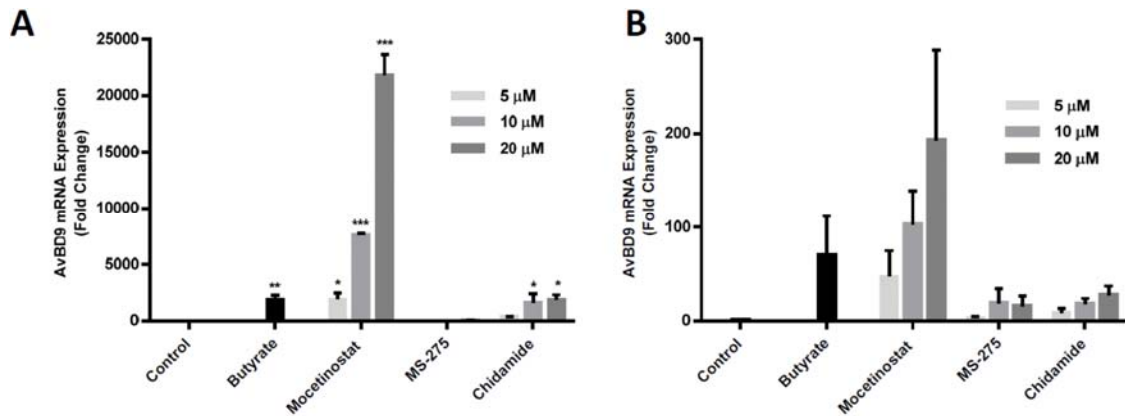 A
AvBD9 mRNA Expression
(Fold Change)
25000
20000
15000
10000
5000
0
***
***
**
*
*
*
5 μM
10 μM
20 μM
Control
Butyrate
Mocetinostat
MS-275
Chidamide
B
AvBD9 mRNA Expression
(Fold Change)
300
200
100
0
5 μM
10 μM
20 μM
Control
Butyrate
Mocetinostat
MS-275
Chidamide